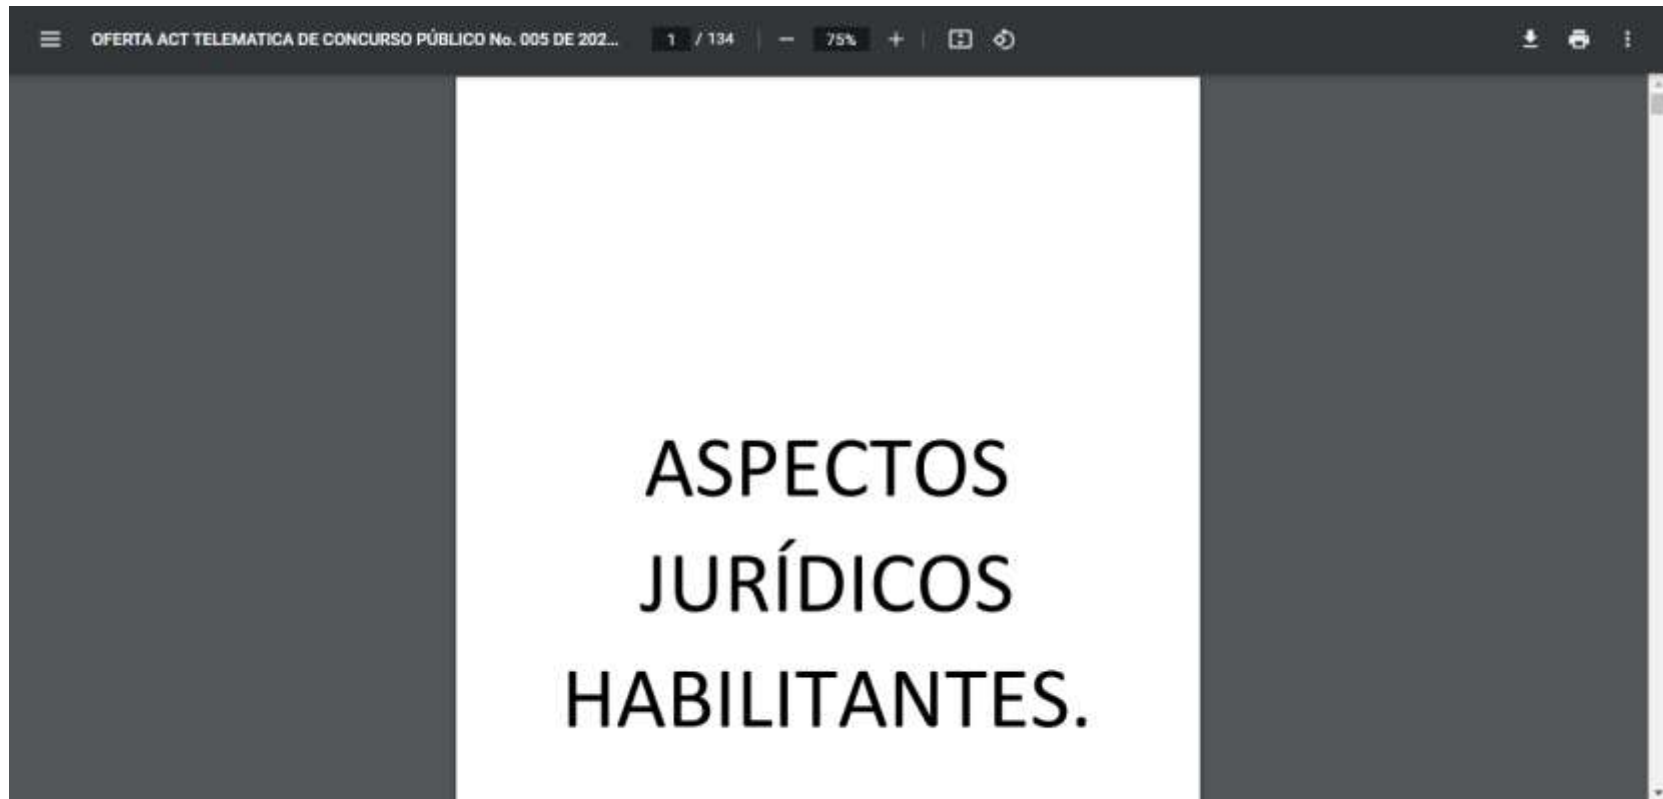 OFERTA ACT TELEMATICA DE CONCURSO PÚBLICO No. 005 DE 202... 1 / 134 75%
ASPECTOS
JURÍDICOS
HABILITANTES.